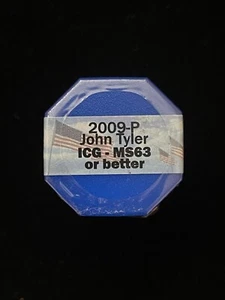 2009-P
John Tyler
ICG - MS63
or better